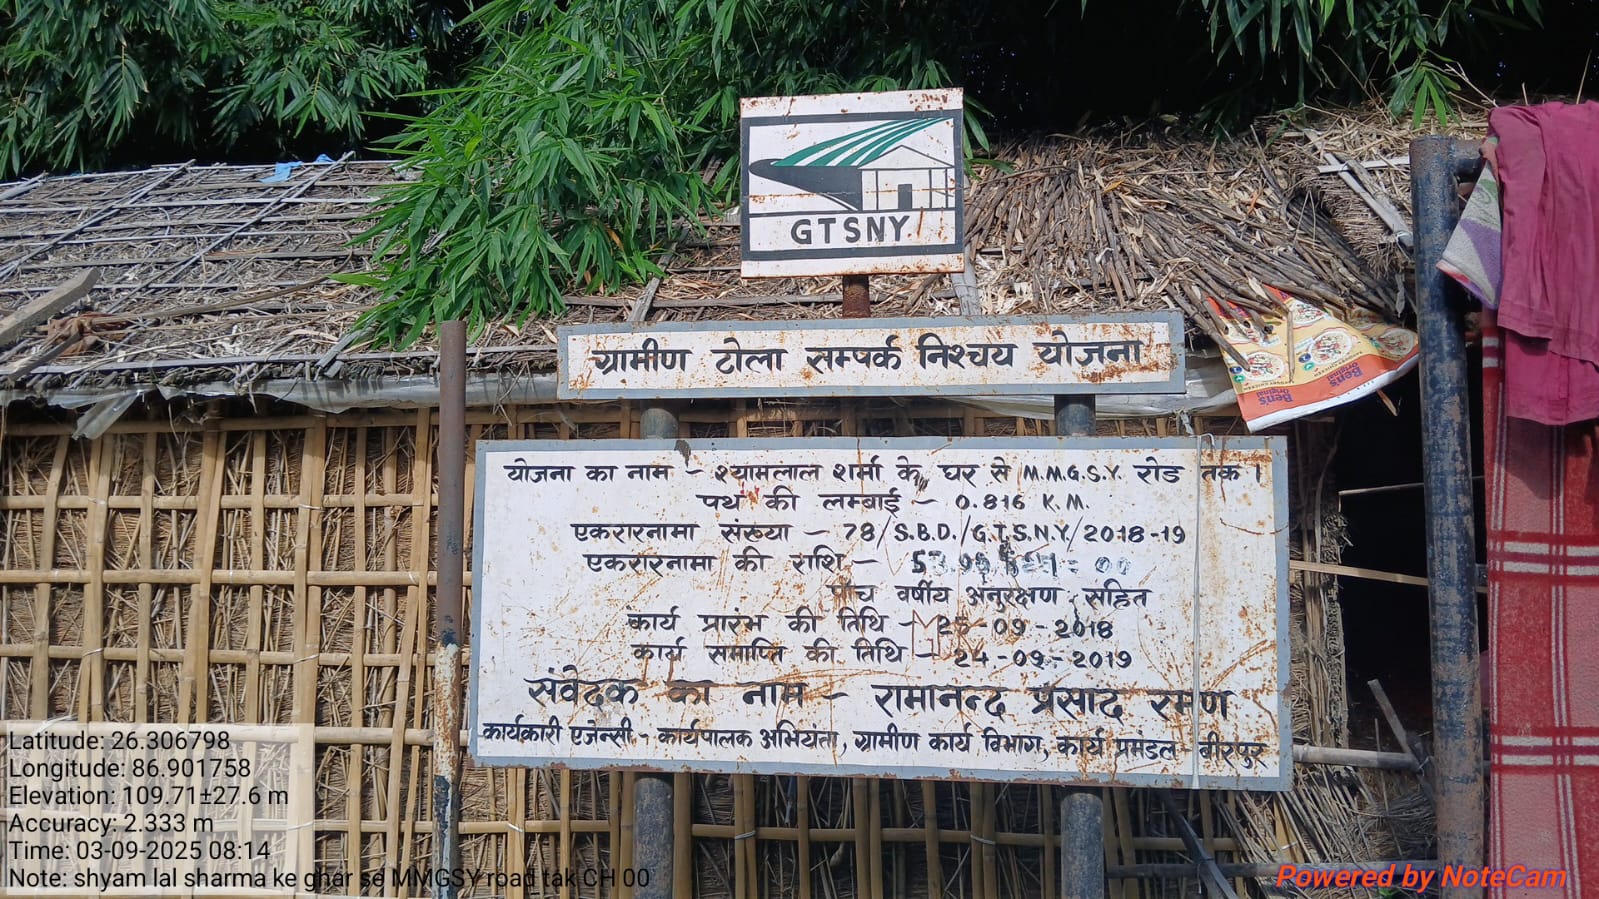 GTSNY
ग्रामीण टोला सम्पर्क निश्चय योजना
योजना का नाम - श्यामलाल शर्मा के घर से M.M.G.S.Y. रोड तक ।
पथ की लम्बाई - 0.816 K.M.
एकरारनामा संख्या - 78/S.B.D./G.T.S.N.Y./2018-19
एकरारनामा की राशि -
पाँच वर्षीय अनुरक्षण सहित
कार्य प्रारंभ की तिथि - 25-09-2018
कार्य समाप्ति की तिथि - 24-09-2019
संवेदक का नाम - रामानन्द प्रसाद रमण
कार्यकारी एजेन्सी - कार्यपालक अभियंता, ग्रामीण कार्य विभाग, कार्य प्रमंडल - बीरपुर
Ben's
Original
Latitude: 26.306798
Longitude: 86.901758
Elevation: 109.71±27.6 m
Accuracy: 2.333 m
Time: 03-09-2025 08:14
Note: shyam lal sharma ke ghar se MMGSY road tak CH 00
Powered by NoteCam